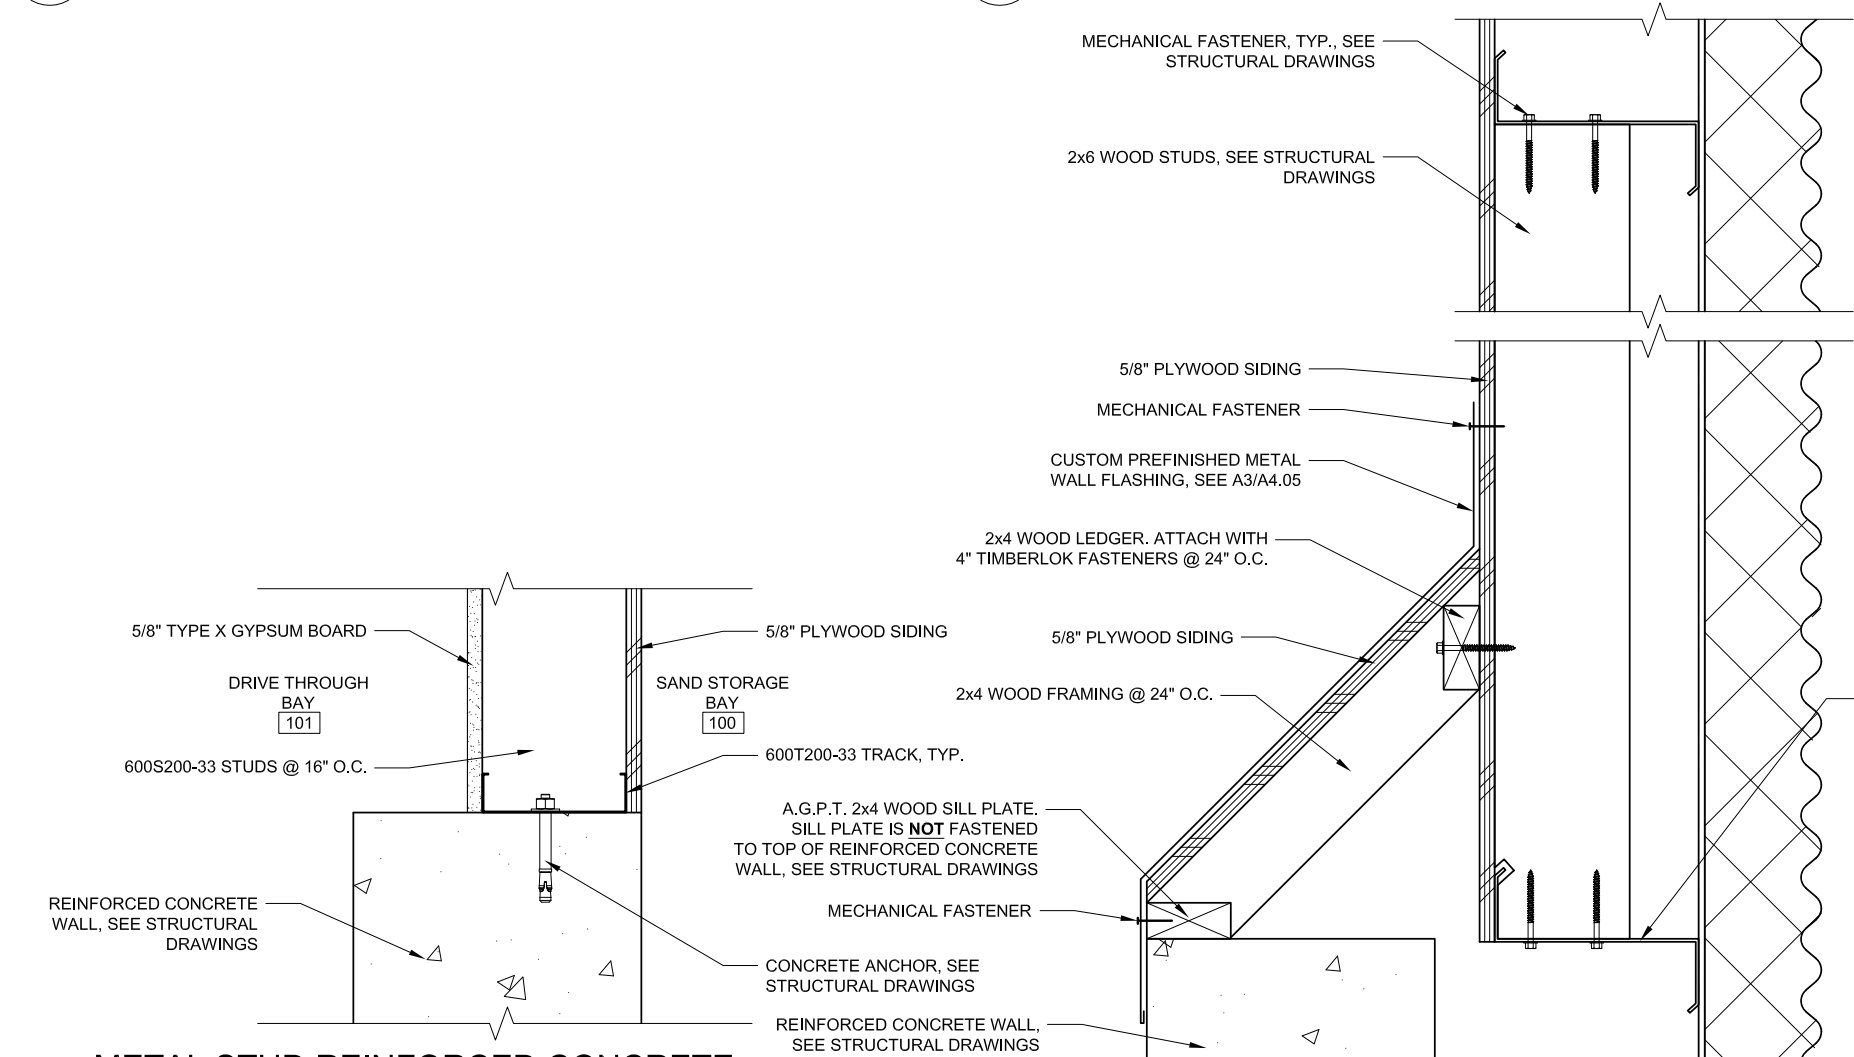 MECHANICAL FASTENER, TYP., SEE
STRUCTURAL DRAWINGS
2x6 WOOD STUDS, SEE STRUCTURAL
DRAWINGS
5/8" PLYWOOD SIDING
MECHANICAL FASTENER
CUSTOM PREFINISHED METAL
WALL FLASHING, SEE A3/A4.05
2x4 WOOD LEDGER. ATTACH WITH
4" TIMBERLOK FASTENERS @ 24" O.C.
5/8" PLYWOOD SIDING
2x4 WOOD FRAMING @ 24" O.C.
A.G.P.T. 2x4 WOOD SILL PLATE.
SILL PLATE IS NOT FASTENED
TO TOP OF REINFORCED CONCRETE
WALL, SEE STRUCTURAL DRAWINGS
MECHANICAL FASTENER
REINFORCED CONCRETE WALL,
SEE STRUCTURAL DRAWINGS
5/8" TYPE X GYPSUM BOARD
DRIVE THROUGH
BAY
101
600S200-33 STUDS @ 16" O.C.
REINFORCED CONCRETE
WALL, SEE STRUCTURAL
DRAWINGS
5/8" PLYWOOD SIDING
SAND STORAGE
BAY
100
600T200-33 TRACK, TYP.
CONCRETE ANCHOR, SEE
STRUCTURAL DRAWINGS
METAL STUD REINFORCED CONCRETE